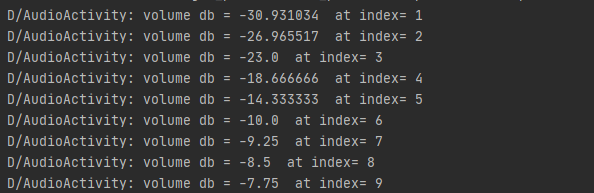 D/AudioActivity: volume db = -30.931034  at index= 1
D/AudioActivity: volume db = -26.965517  at index= 2
D/AudioActivity: volume db = -23.0  at index= 3
D/AudioActivity: volume db = -18.666666  at index= 4
D/AudioActivity: volume db = -14.333333  at index= 5
D/AudioActivity: volume db = -10.0  at index= 6
D/AudioActivity: volume db = -9.25  at index= 7
D/AudioActivity: volume db = -8.5  at index= 8
D/AudioActivity: volume db = -7.75  at index= 9